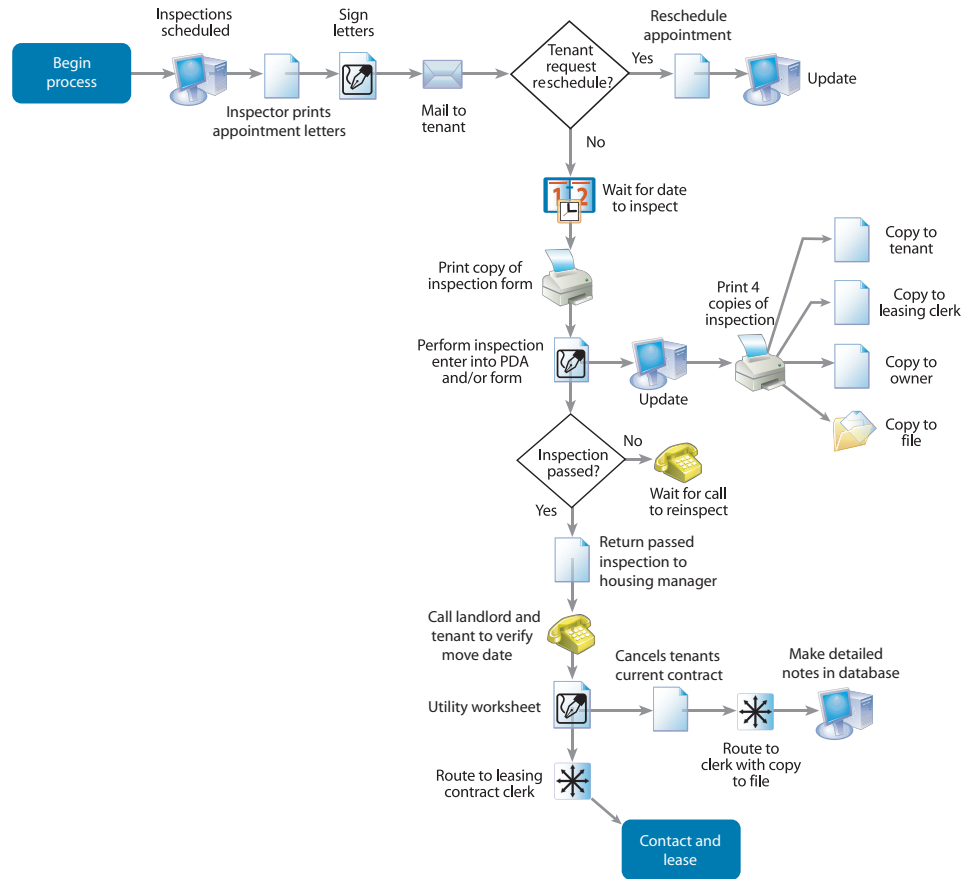 Begin
process
Inspections
scheduled
Inspector prints
appointment letters
Sign
letters
Mail to
tenant
Tenant
request
reschedule?
Yes
Reschedule
appointment
Update
No
Wait for date
to inspect
Print copy of
inspection form
Perform inspection
enter into PDA
and/or form
Update
Print 4
copies of
inspection
Copy to
tenant
Copy to
leasing clerk
Copy to
owner
Copy to
file
Inspection
passed?
No
Wait for call
to reinspect
Yes
Return passed
inspection to
housing manager
Call landlord and
tenant to verify
move date
Utility worksheet
Cancels tenants
current contract
Route to
clerk with copy
to file
Make detailed
notes in database
Route to leasing
contract clerk
Contact and
lease
1 2